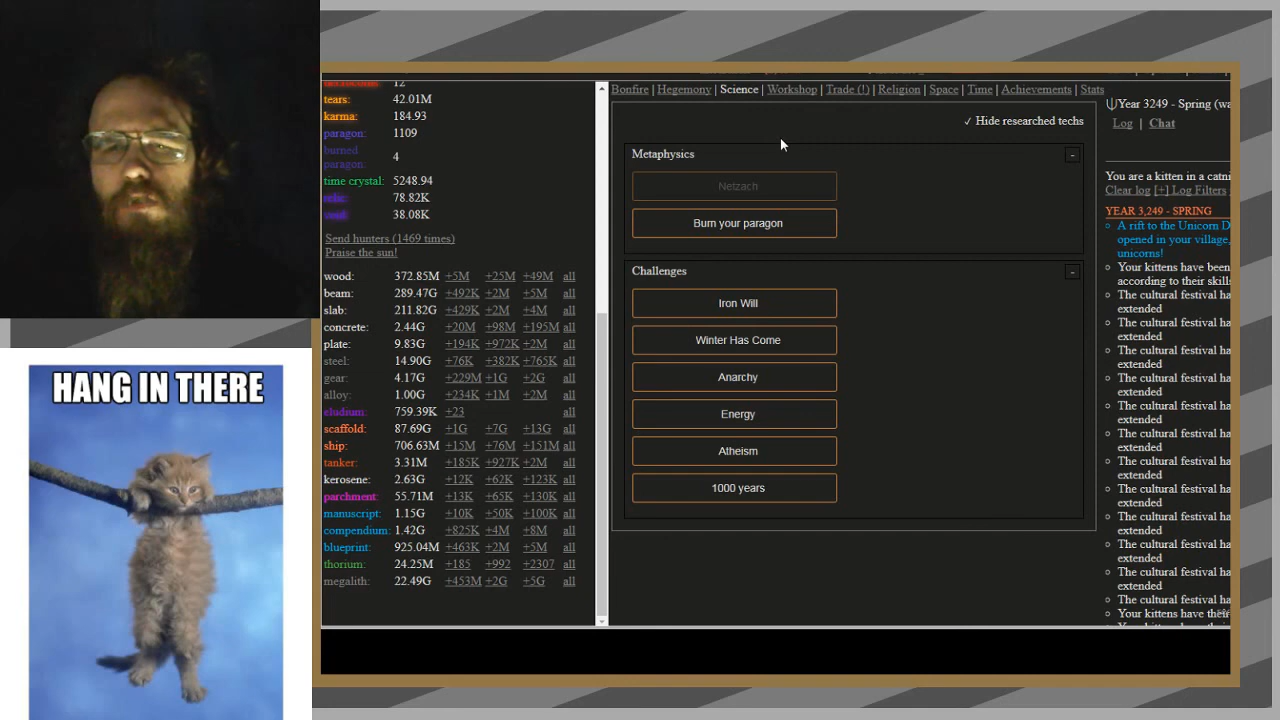 12
tears: 42.01M
karma: 184.93
paragon: 1109
burned
paragon: 4
time crystal: 5248.94
relic: 78.82K
void: 38.08K
Send hunters (1469 times)
Praise the sun!
wood: 372.85M +5M +25M +49M all
beam: 289.47G +492K +2M +5M all
slab: 211.82G +429K +2M +4M all
concrete: 2.44G +20M +98M +195M all
plate: 9.83G +194K +972K +2M all
steel: 14.90G +76K +382K +765K all
gear: 4.17G +229M +1G +2G all
alloy: 1.00G +234K +1M +2M all
eludium: 759.39K +23 all
scaffold: 87.69G +1G +7G +13G all
ship: 706.63M +15M +76M +151M all
tanker: 3.31M +185K +927K +2M all
kerosene: 2.63G +12K +62K +123K all
parchment: 55.71M +13K +65K +130K all
manuscript: 1.15G +10K +50K +100K all
compendium: 1.42G +825K +4M +8M all
blueprint: 925.04M +463K +2M +5M all
thorium: 24.25M +185 +992 +2307 all
megalith: 22.49G +453M +2G +5G all
Bonfire | Hegemony | Science | Workshop | Trade (!) | Religion | Space | Time | Achievements | Stats
✓ Hide researched techs
Metaphysics -
Netzach
Burn your paragon
Challenges -
Iron Will
Winter Has Come
Anarchy
Energy
Atheism
1000 years
Year 3249 - Spring (wa
Log | Chat
You are a kitten in a catni
Clear log [+] Log Filters
YEAR 3,249 - SPRING
A rift to the Unicorn D
opened in your village,
unicorns!
Your kittens have been
according to their skills
The cultural festival ha
extended
The cultural festival ha
extended
The cultural festival ha
extended
The cultural festival ha
extended
The cultural festival ha
extended
The cultural festival ha
extended
The cultural festival ha
extended
The cultural festival ha
extended
The cultural festival ha
extended
The cultural festival ha
extended
The cultural festival ha
extended
The cultural festival ha
extended
Your kittens have their
HANG IN THERE